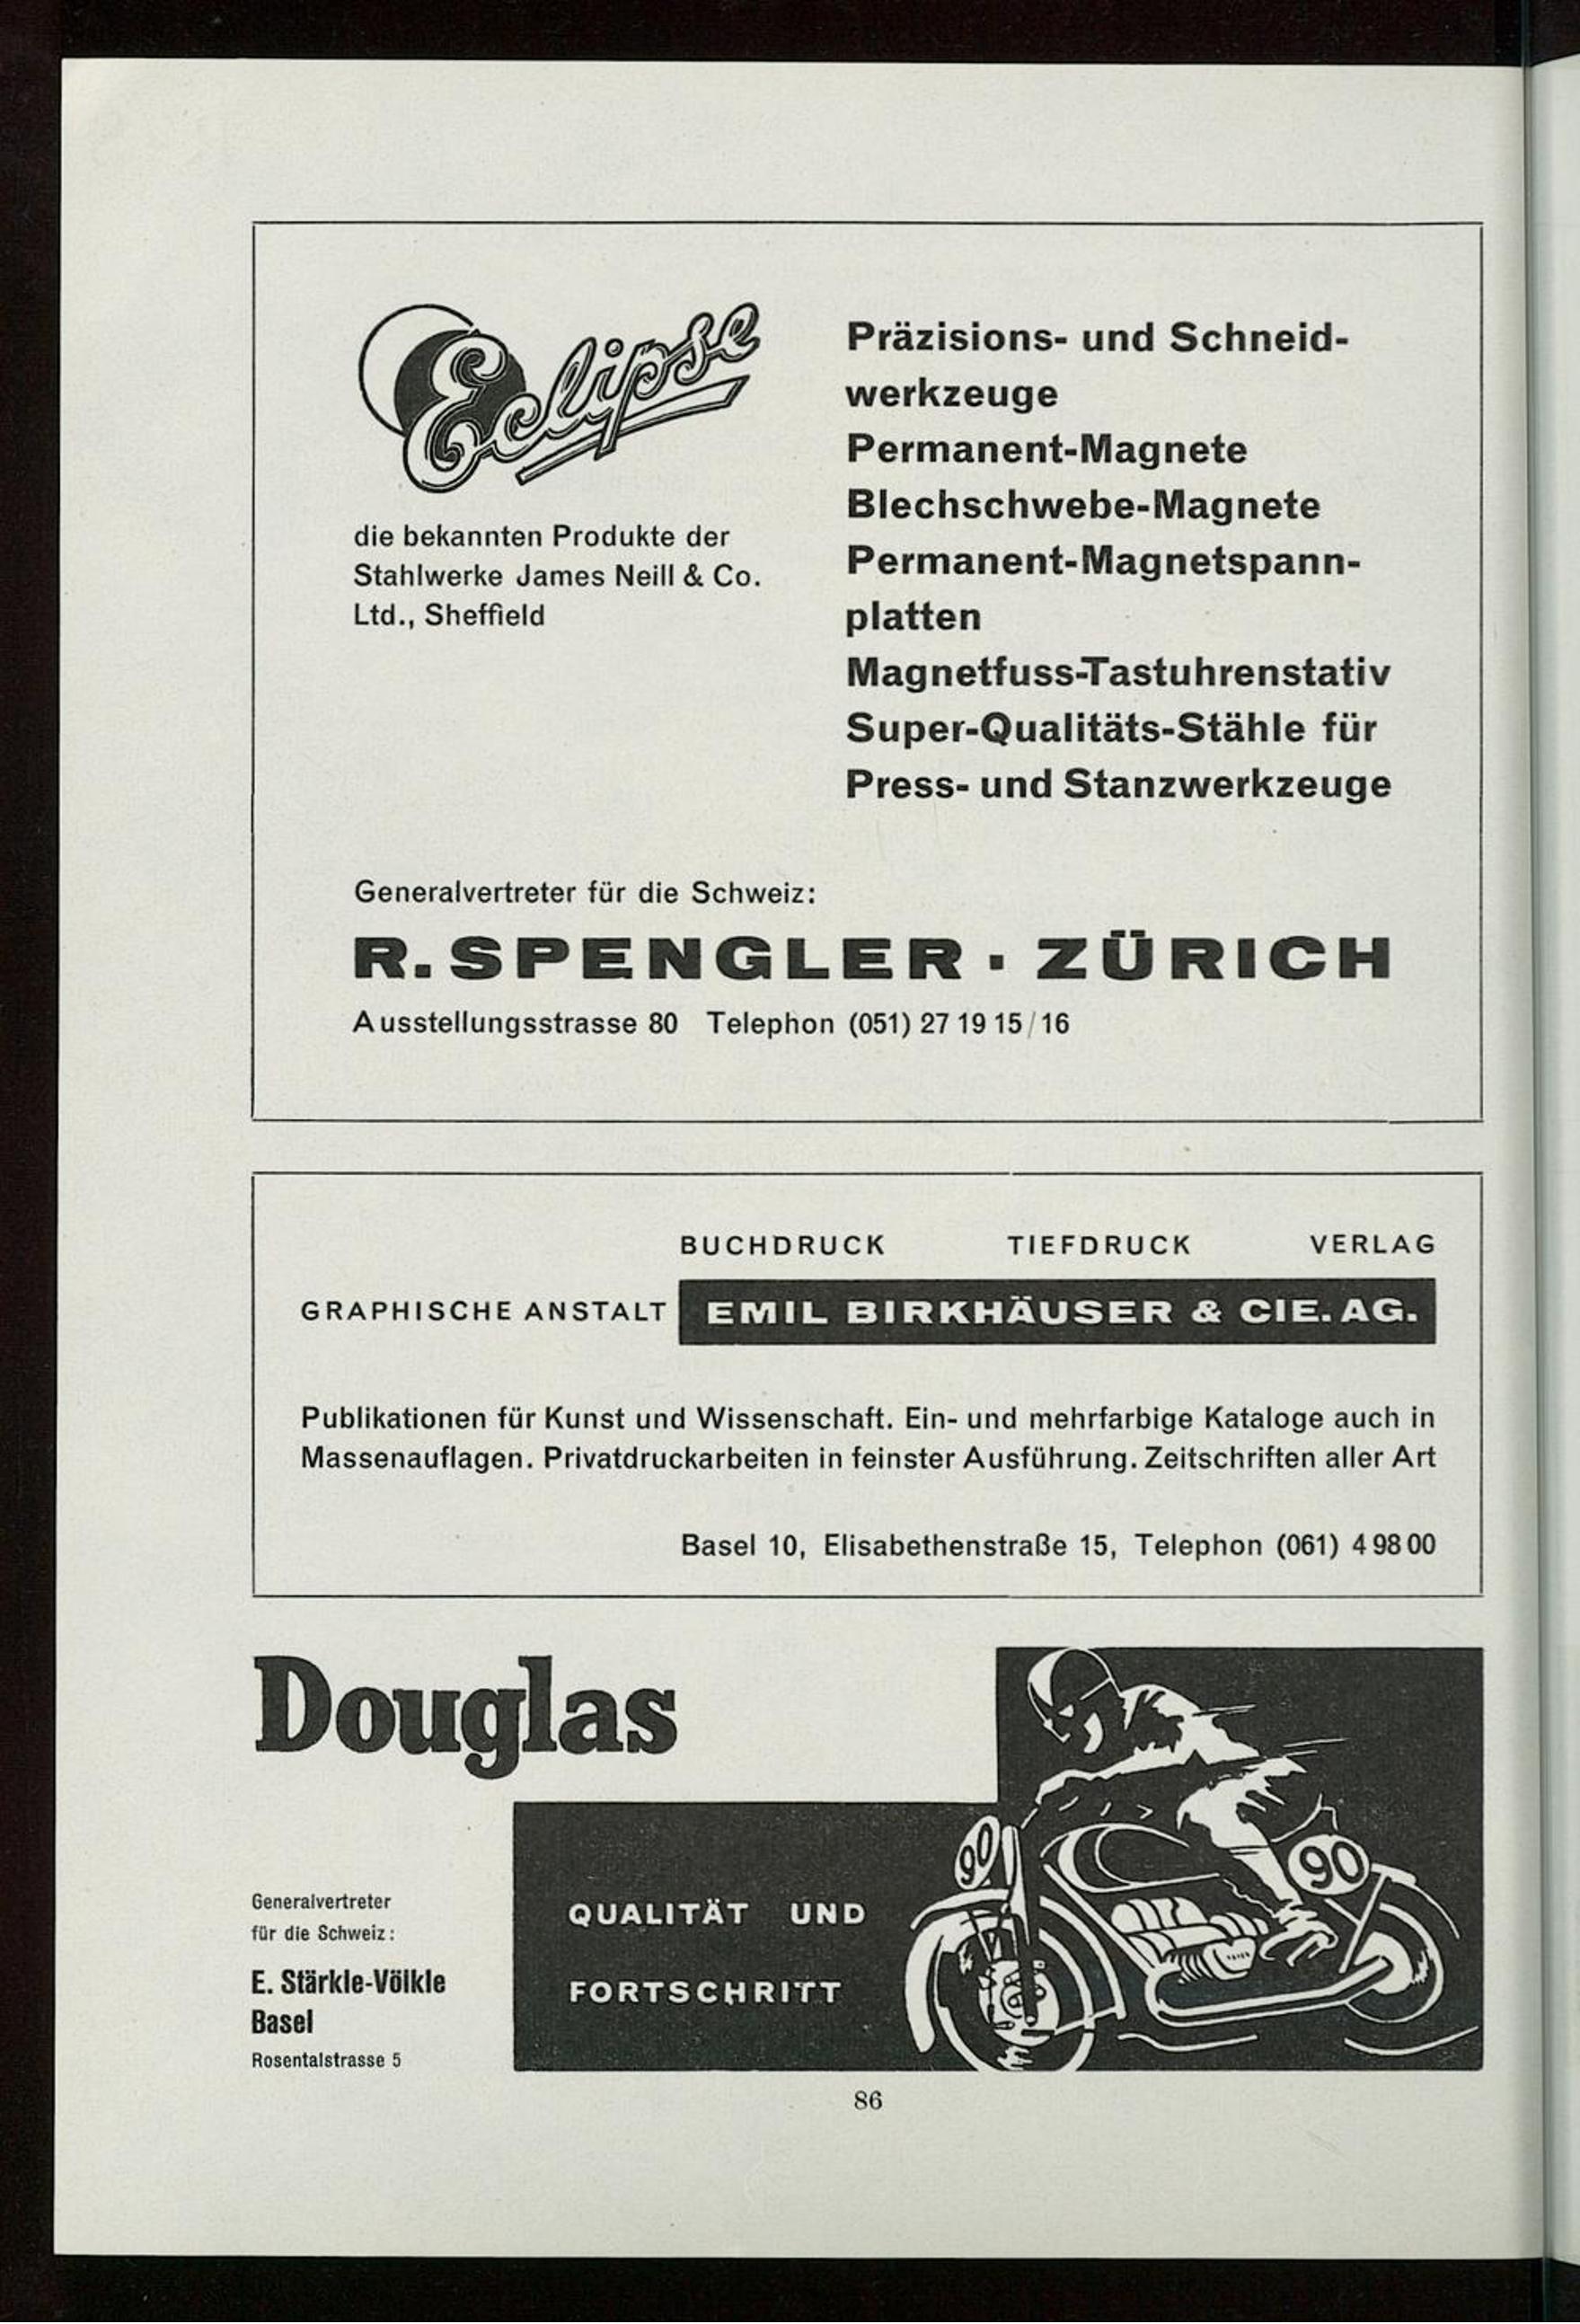 Eclipse
die bekannten Produkte der
Stahlwerke James Neill & Co.
Ltd., Sheffield
Präzisions- und Schneid-
werkzeuge
Permanent-Magnete
Blechschwebe-Magnete
Permanent-Magnetspann-
platten
Magnetfuss-Tastuhrenstativ
Super-Qualitäts-Stähle für
Press- und Stanzwerkzeuge
Generalvertreter für die Schweiz:
R. SPENGLER · ZÜRICH
Ausstellungsstrasse 80 Telephon (051) 27 19 15/16
BUCHDRUCK TIEFDRUCK VERLAG
GRAPHISCHE ANSTALT EMIL BIRKHÄUSER & CIE. AG.
Publikationen für Kunst und Wissenschaft. Ein- und mehrfarbige Kataloge auch in
Massenauflagen. Privatdruckarbeiten in feinster Ausführung. Zeitschriften aller Art
Basel 10, Elisabethenstraße 15, Telephon (061) 4 98 00
Douglas
Generalvertreter
für die Schweiz:
E. Stärkle-Völkle
Basel
Rosentalstrasse 5
QUALITÄT UND
FORTSCHRITT
90
90
86